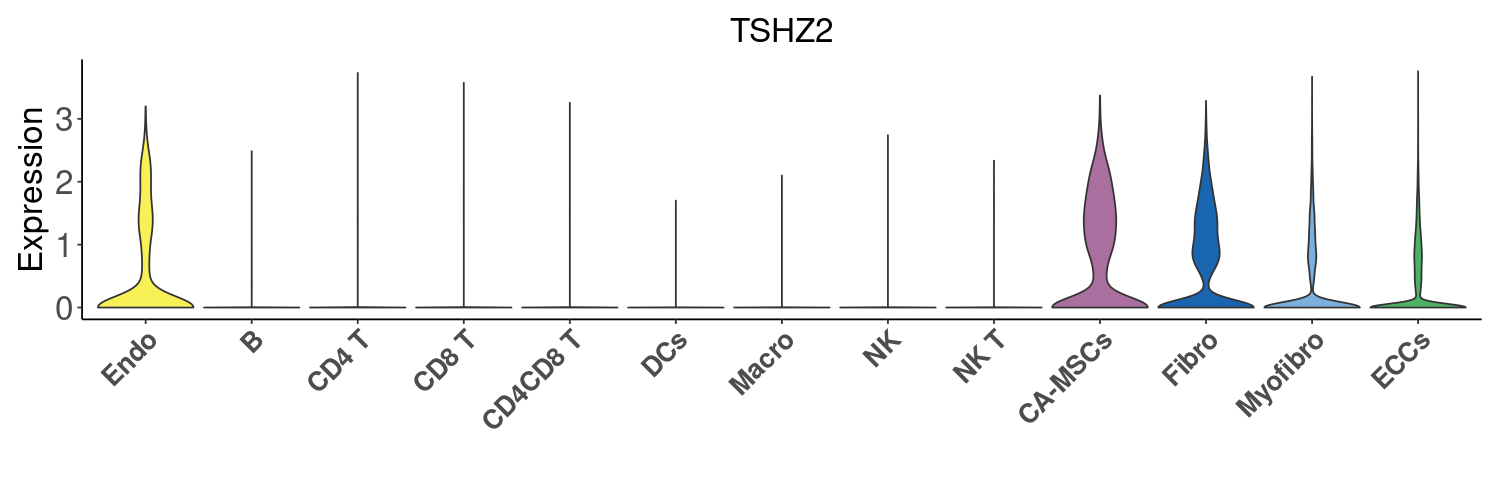 TSHZ2
Expression
3
2
1
0
Endo
B
CD4 T
CD8 T
CD4CD8 T
DCs
Macro
NK
NK T
CA-MSCs
Fibro
Myofibro
ECCs